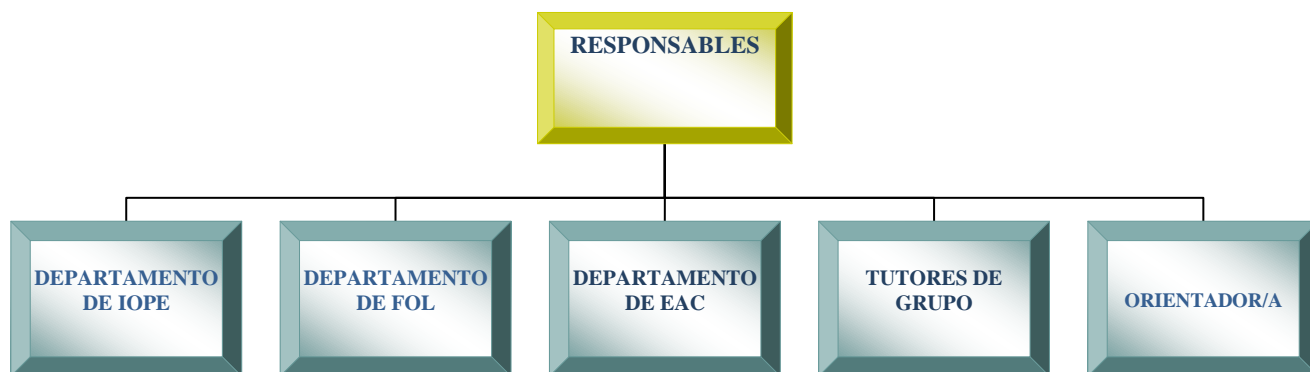 RESPONSABLES
DEPARTAMENTO
DE IOPE
DEPARTAMENTO
DE FOL
DEPARTAMENTO
DE EAC
TUTORES DE
GRUPO
ORIENTADOR/A